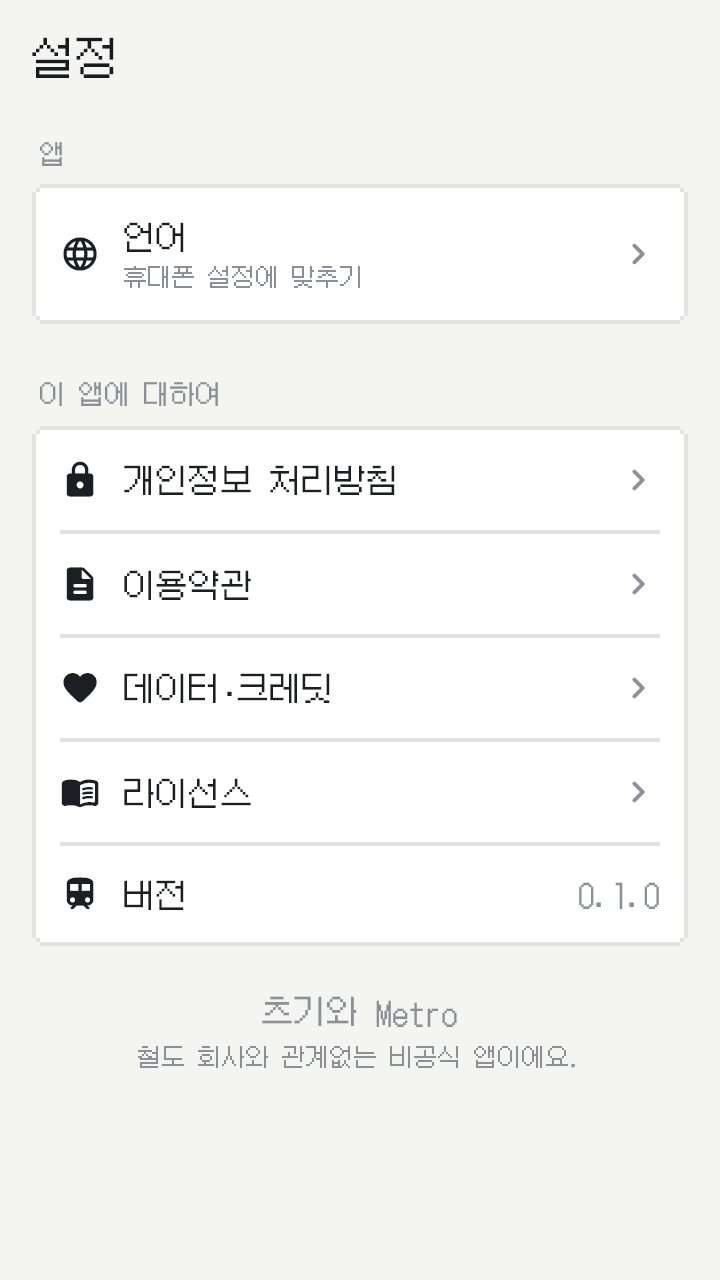 설정
앱
언어
휴대폰 설정에 맞추기
이 앱에 대하여
개인정보 처리방침
이용약관
데이터·크레딧
라이선스
버전
0.1.0
초기와 Metro
철도 회사와 관계없는 비공식 앱이에요.